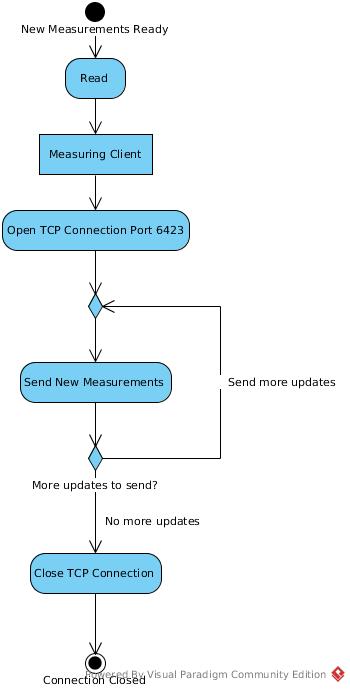 New Measurements Ready
Read
Measuring Client
Open TCP Connection Port 6423
Send New Measurements
Send more updates
More updates to send?
No more updates
Close TCP Connection
Powered By Visual Paradigm Community Edition
Connection Closed